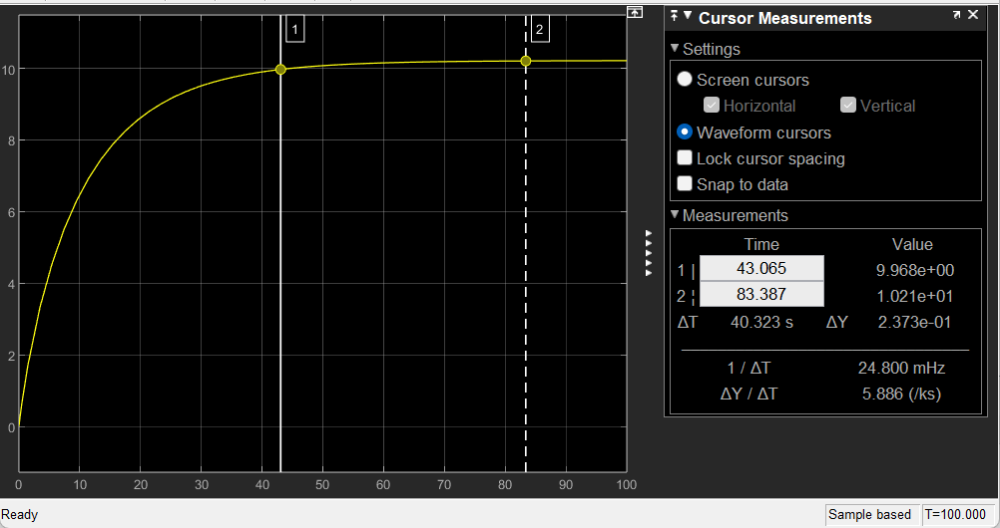 1
2
10
8
6
4
2
0
0 10 20 30 40 50 60 70 80 90 100
Cursor Measurements
Settings
Screen cursors
Horizontal Vertical
Waveform cursors
Lock cursor spacing
Snap to data
Measurements
Time Value
1 | 43.065 9.968e+00
2 ¦ 83.387 1.021e+01
ΔT 40.323 s ΔY 2.373e-01
1 / ΔT 24.800 mHz
ΔY / ΔT 5.886 (/ks)
Ready Sample based T=100.000